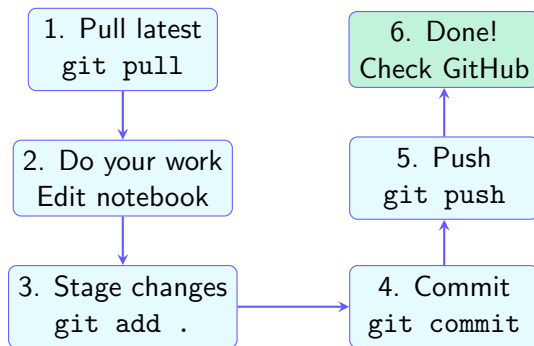 1. Pull latest
git pull
2. Do your work
Edit notebook
3. Stage changes
git add .
4. Commit
git commit
5. Push
git push
6. Done!
Check GitHub